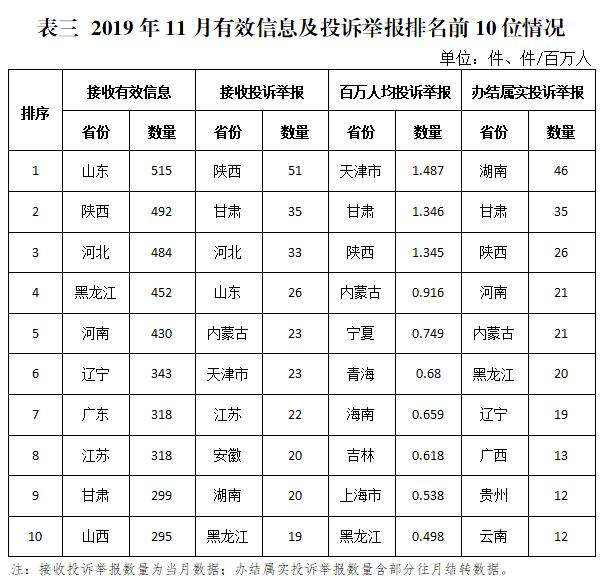 表三 2019年11月有效信息及投诉举报排名前10位情况
单位：件、件/百万人
排序 接收有效信息 接收投诉举报 百万人均投诉举报 办结属实投诉举报
省份 数量 省份 数量 省份 数量 省份 数量
1 山东 515 陕西 51 天津市 1.487 湖南 46
2 陕西 492 甘肃 35 甘肃 1.346 甘肃 35
3 河北 484 河北 33 陕西 1.345 陕西 26
4 黑龙江 452 山东 26 内蒙古 0.916 河南 21
5 河南 430 内蒙古 23 宁夏 0.749 内蒙古 21
6 辽宁 343 天津市 23 青海 0.68 黑龙江 20
7 广东 318 江苏 22 海南 0.659 辽宁 19
8 江苏 318 安徽 20 吉林 0.618 广西 13
9 甘肃 299 湖南 20 上海市 0.538 贵州 12
10 山西 295 黑龙江 19 黑龙江 0.498 云南 12
注：接收投诉举报数量为当月数据；办结属实投诉举报数量含部分往月结转数据。